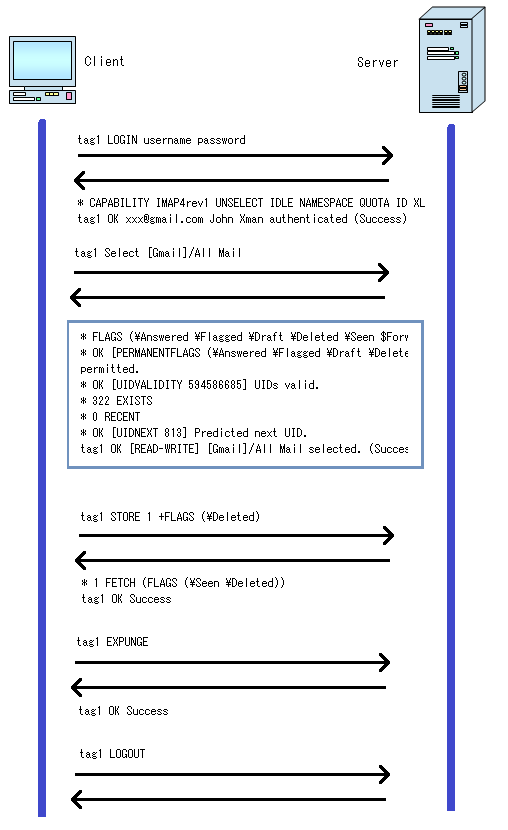 Client
Server
tag1 LOGIN username password
* CAPABILITY IMAP4rev1 UNSELECT IDLE NAMESPACE QUOTA ID XL
tag1 OK xxx@gmail.com John Xman authenticated (Success)
tag1 Select [Gmail]/All Mail
* FLAGS (¥Answered ¥Flagged ¥Draft ¥Deleted ¥Seen $Forw
* OK [PERMANENTFLAGS (¥Answered ¥Flagged ¥Draft ¥Delete
permitted.
* OK [UIDVALIDITY 594586685] UIDs valid.
* 322 EXISTS
* 0 RECENT
* OK [UIDNEXT 813] Predicted next UID.
tag1 OK [READ-WRITE] [Gmail]/All Mail selected. (Succes
tag1 STORE 1 +FLAGS (¥Deleted)
* 1 FETCH (FLAGS (¥Seen ¥Deleted))
tag1 OK Success
tag1 EXPUNGE
tag1 OK Success
tag1 LOGOUT